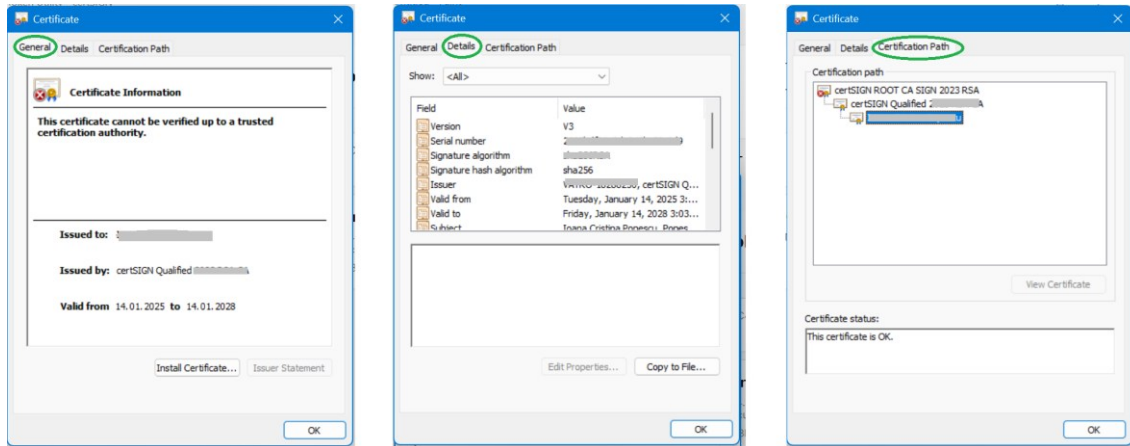 Certificate
General Details Certification Path
Certificate Information
This certificate cannot be verified up to a trusted
certification authority.
Issued to:
Issued by: certSIGN Qualified
Valid from 14.01.2025 to 14.01.2028
Install Certificate... Issuer Statement
OK
Certificate
General Details Certification Path
Show: <All>
Field Value
Version V3
Serial number
Signature algorithm
Signature hash algorithm sha256
Issuer certSIGN Q...
Valid from Tuesday, January 14, 2025 3:...
Valid to Friday, January 14, 2028 3:03...
Subject Ioana Cristina Popescu, Popes...
Edit Properties... Copy to File...
OK
Certificate
General Details Certification Path
Certification path
certSIGN ROOT CA SIGN 2023 RSA
certSIGN Qualified
View Certificate
Certificate status:
This certificate is OK.
OK